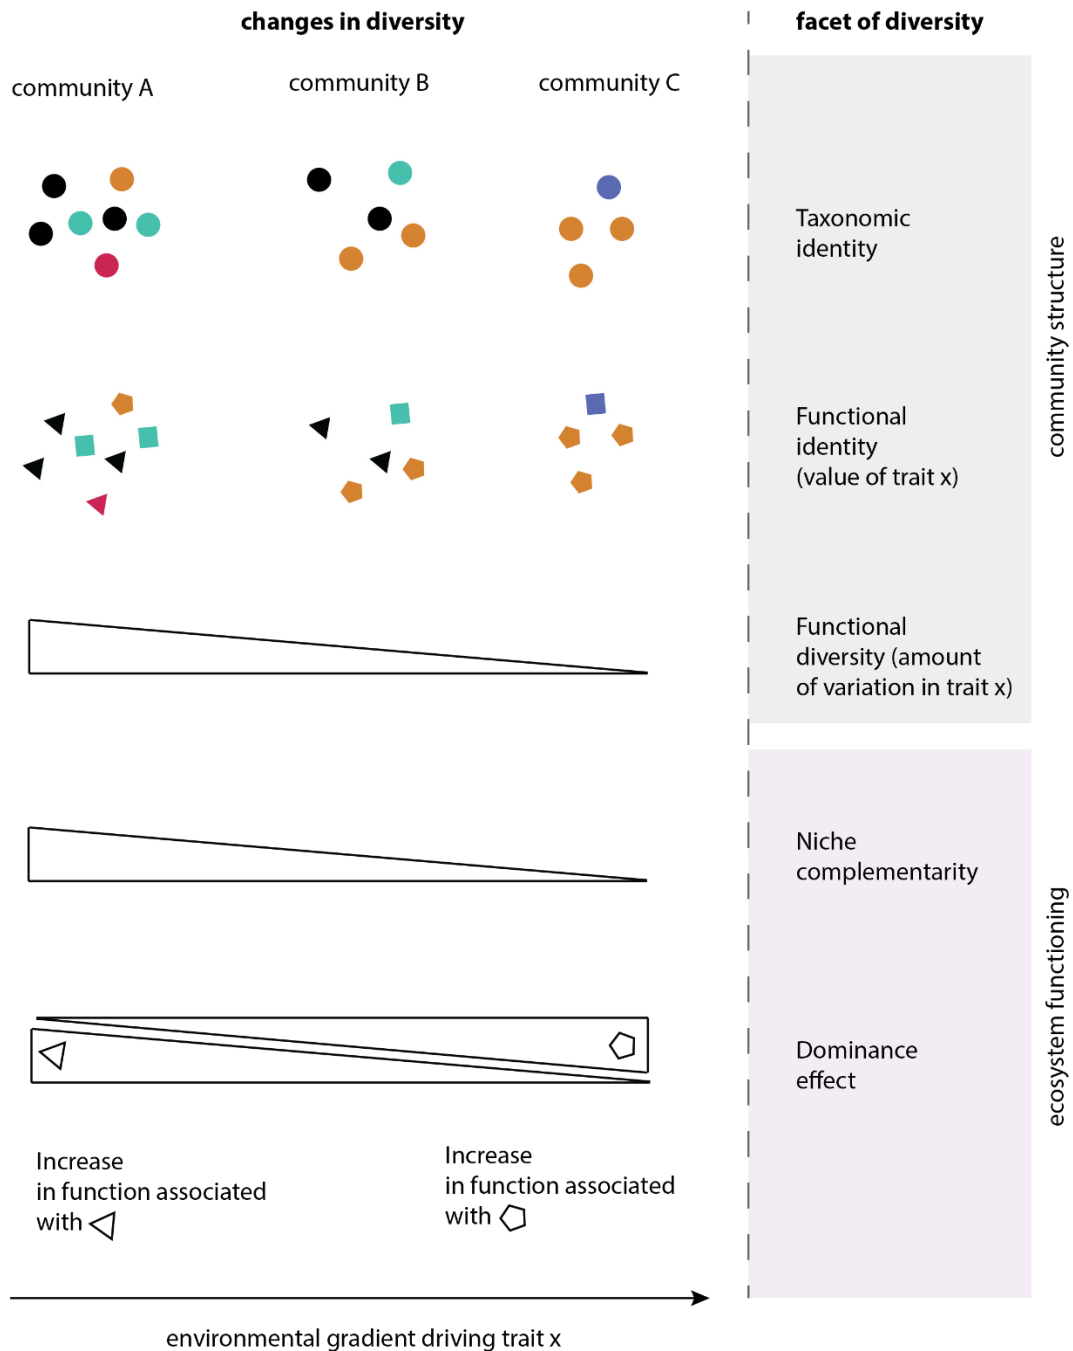 changes in diversity
facet of diversity
community A
community B
community C
Taxonomic
identity
Functional
identity
(value of trait x)
community structure
Functional
diversity (amount
of variation in trait x)
Niche
complementarity
Dominance
effect
ecosystem functioning
Increase
in function associated
with
Increase
in function associated
with
environmental gradient driving trait x